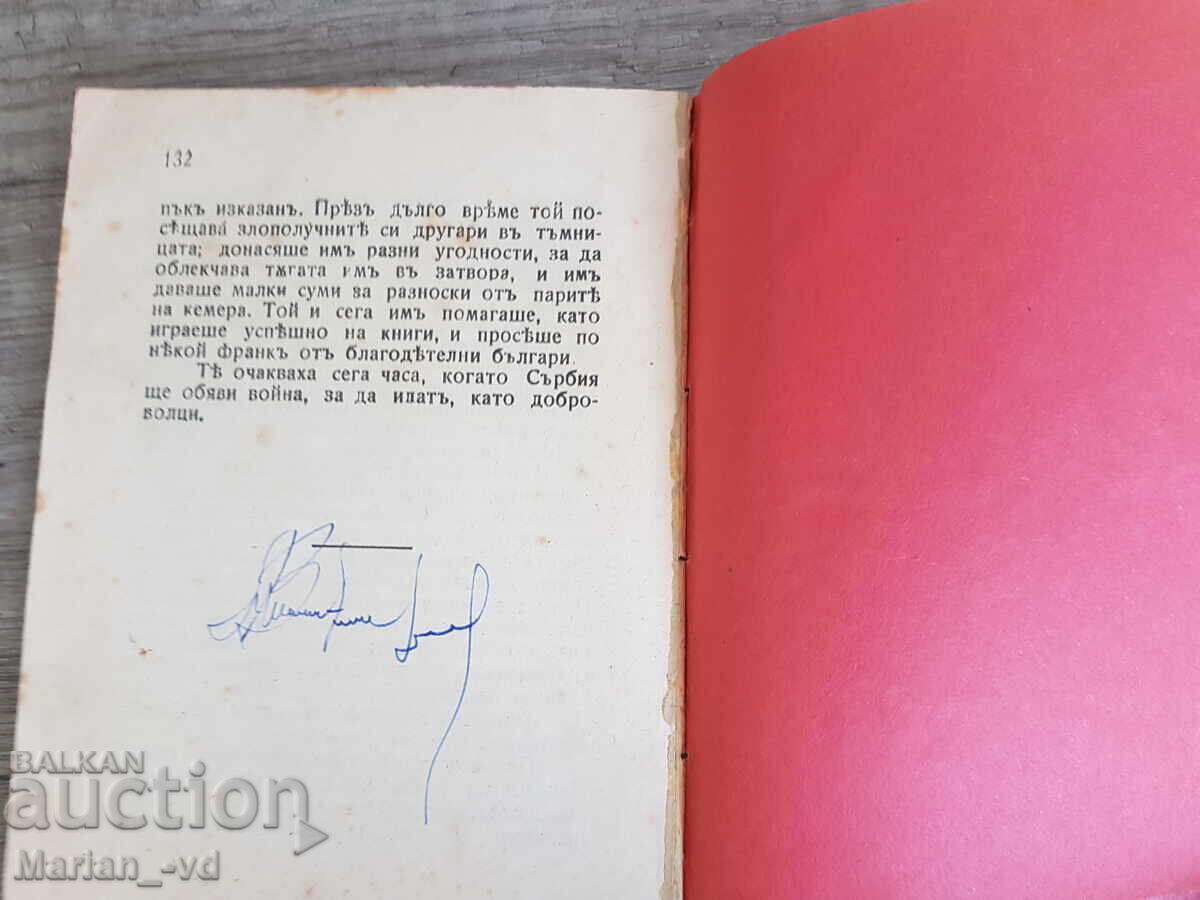 132
пъкъ изказан. Прѣзъ дълго врѣме той по-
сѣщава злополучнитѣ си другари въ тъмни-
цата; донасяше имъ разни угодности, за да
облекчава тѫгата имъ въ затвора, и имъ
даваше малки суми за разноски отъ паритѣ
на кемера. Той и сега имъ помагаше, като
играеше успѣшно на книги, и просѣше по
нѣкой франкъ отъ благодѣтелни българи.
Тѣ очакваха сега часа, когато Сърбия
ще обяви война, за да идатъ, като добро-
волци.
BALKAN
auction
Marian_-vd